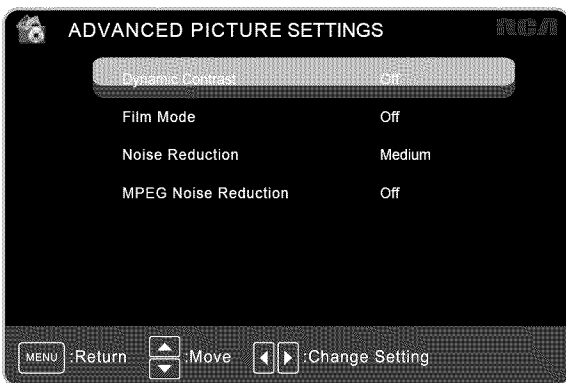 ADVANCED PICTURE SETTINGS RCA
Dynamic Contrast Off
Film Mode Off
Noise Reduction Medium
MPEG Noise Reduction Off
MENU :Return :Move :Change Setting